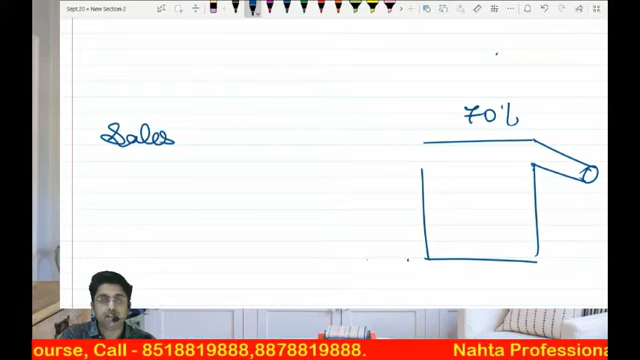 Sept 20 • New Section 2
70%
Sales
ourse, Call - 8518819888,8878819888. Nahta Professiona